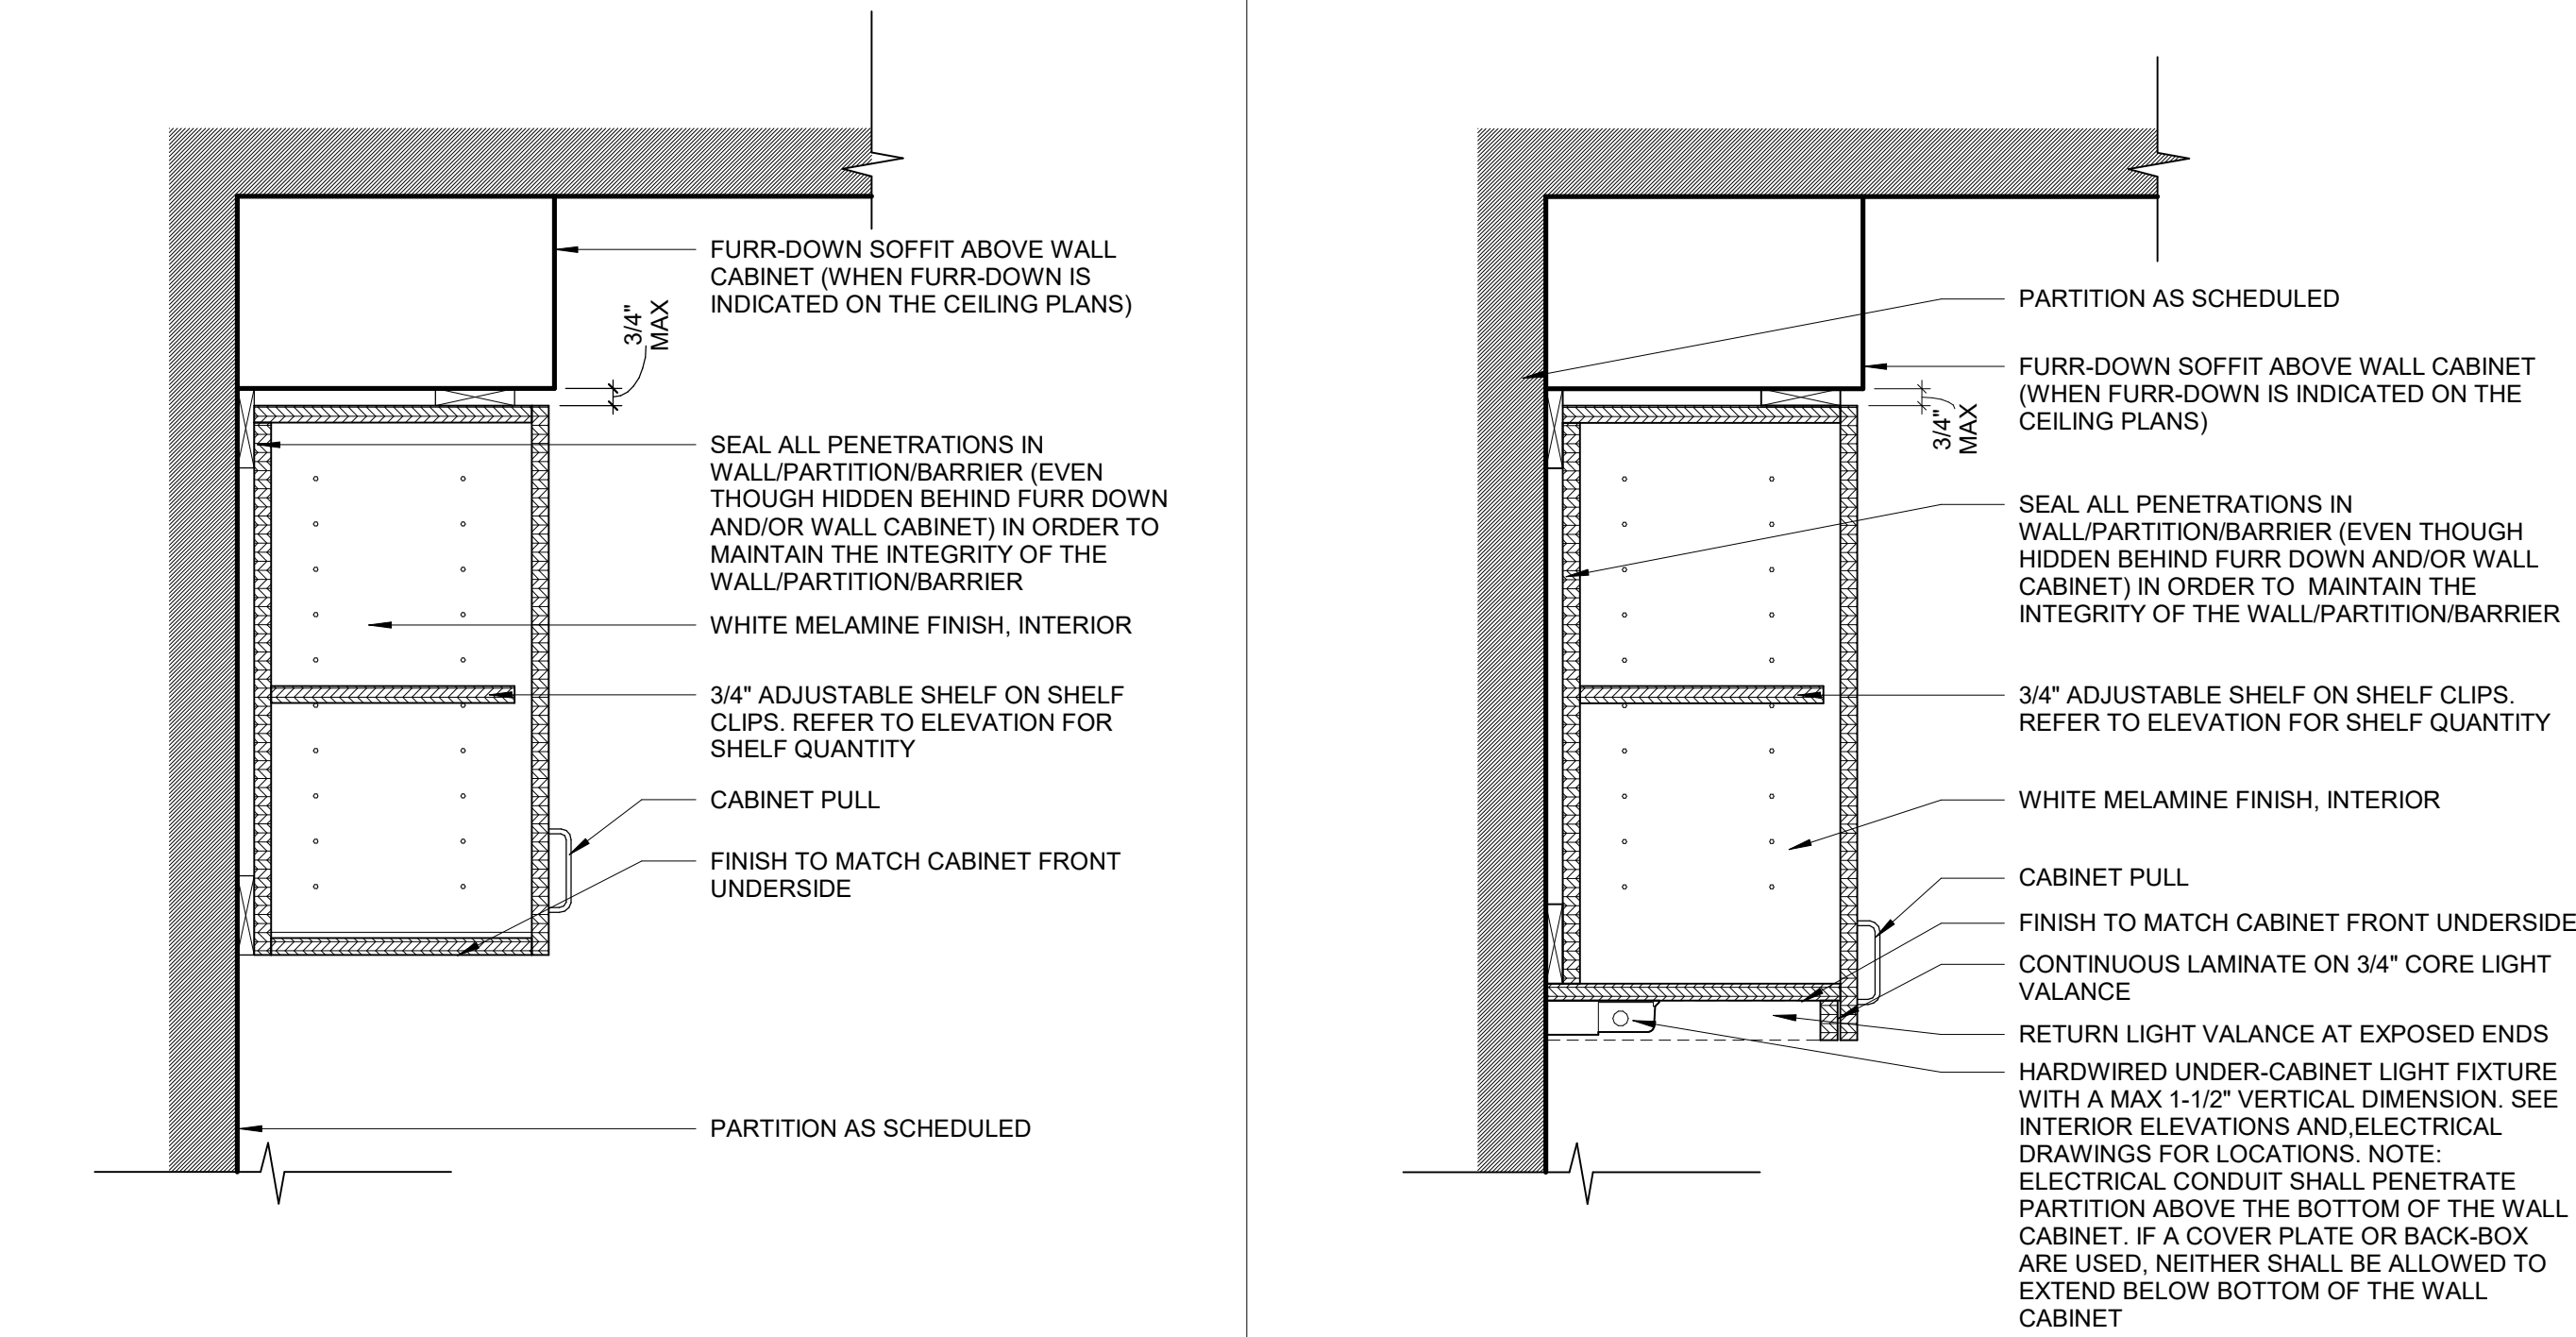 FURR-DOWN SOFFIT ABOVE WALL
CABINET (WHEN FURR-DOWN IS
INDICATED ON THE CEILING PLANS)
3/4"
MAX
SEAL ALL PENETRATIONS IN
WALL/PARTITION/BARRIER (EVEN
THOUGH HIDDEN BEHIND FURR DOWN
AND/OR WALL CABINET) IN ORDER TO
MAINTAIN THE INTEGRITY OF THE
WALL/PARTITION/BARRIER
WHITE MELAMINE FINISH, INTERIOR
3/4" ADJUSTABLE SHELF ON SHELF
CLIPS. REFER TO ELEVATION FOR
SHELF QUANTITY
CABINET PULL
FINISH TO MATCH CABINET FRONT
UNDERSIDE
PARTITION AS SCHEDULED
PARTITION AS SCHEDULED
FURR-DOWN SOFFIT ABOVE WALL CABINET
(WHEN FURR-DOWN IS INDICATED ON THE
CEILING PLANS)
3/4"
MAX
SEAL ALL PENETRATIONS IN
WALL/PARTITION/BARRIER (EVEN THOUGH
HIDDEN BEHIND FURR DOWN AND/OR WALL
CABINET) IN ORDER TO  MAINTAIN THE
INTEGRITY OF THE WALL/PARTITION/BARRIER
3/4" ADJUSTABLE SHELF ON SHELF CLIPS.
REFER TO ELEVATION FOR SHELF QUANTITY
WHITE MELAMINE FINISH, INTERIOR
CABINET PULL
FINISH TO MATCH CABINET FRONT UNDERSIDE
CONTINUOUS LAMINATE ON 3/4" CORE LIGHT
VALANCE
RETURN LIGHT VALANCE AT EXPOSED ENDS
HARDWIRED UNDER-CABINET LIGHT FIXTURE
WITH A MAX 1-1/2" VERTICAL DIMENSION. SEE
INTERIOR ELEVATIONS AND,ELECTRICAL
DRAWINGS FOR LOCATIONS. NOTE:
ELECTRICAL CONDUIT SHALL PENETRATE
PARTITION ABOVE THE BOTTOM OF THE WALL
CABINET. IF A COVER PLATE OR BACK-BOX
ARE USED, NEITHER SHALL BE ALLOWED TO
EXTEND BELOW BOTTOM OF THE WALL
CABINET